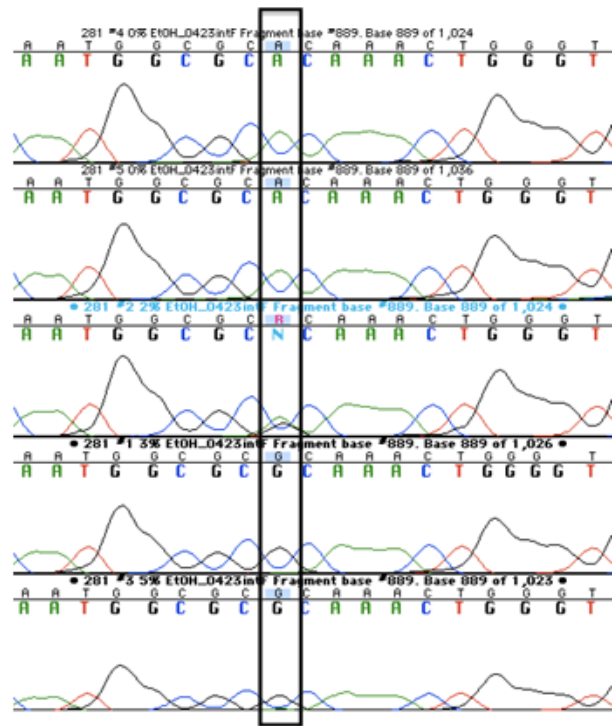 281 #4 0% EtOH_0423intF Fragment base #889. Base 889 of 1,024
A A T G G C G C A C A A A C T G G G T
A A T G G C G C A C A A A C T G G G T
281 #5 0% EtOH_0423intF Fragment base #889. Base 889 of 1,036
A A T G G C G C A C A A A C T G G G T
A A T G G C G C A C A A A C T G G G T
• 281 #2 2% EtOH_0423intF Fragment base #889. Base 889 of 1,024 •
A A T G G C G C R C A A A C T G G G T
A A T G G C G C N C A A A C T G G G T
• 281 #1 3% EtOH_0423intF Fragment base #889. Base 889 of 1,026 •
A A T G G C G C G C A A A C T G G G T
A A T G G C G C G C A A A C T G G G G T
• 281 #3 5% EtOH_0423intF Fragment base #889. Base 889 of 1,023 •
A A T G G C G C G C A A A C T G G G T
A A T G G C G C G C A A A C T G G G T